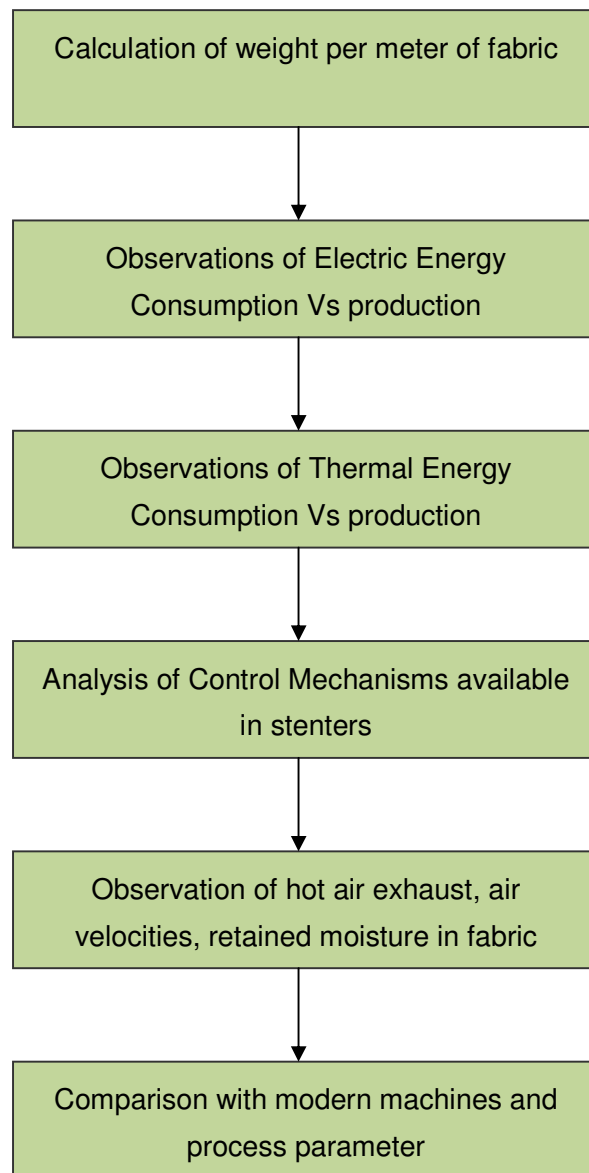 Calculation of weight per meter of fabric
Observations of Electric Energy
Consumption Vs production
Observations of Thermal Energy
Consumption Vs production
Analysis of Control Mechanisms available
in stenters
Observation of hot air exhaust, air
velocities, retained moisture in fabric
Comparison with modern machines and
process parameter